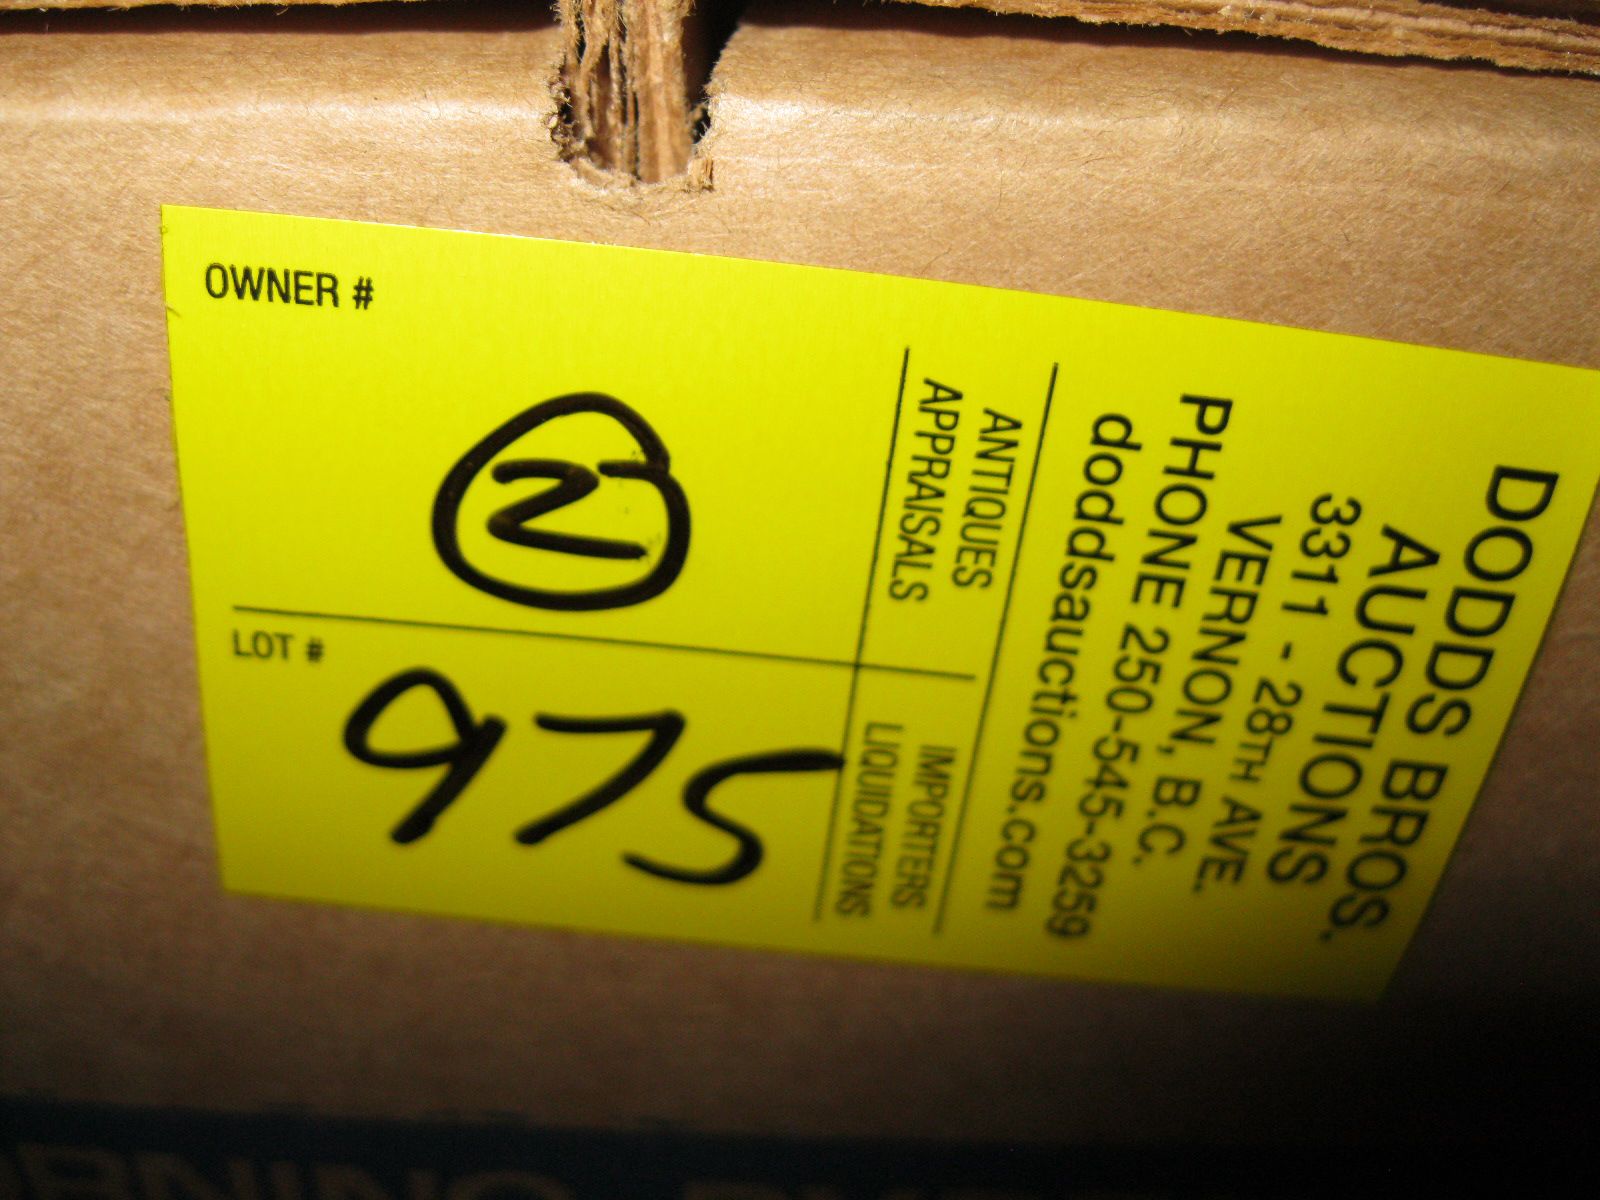 DODDS BROS.
AUCTIONS
3311 - 28TH AVE.
VERNON, B.C.
PHONE 250-545-3259
doddsauctions.com
ANTIQUES
APPRAISALS
IMPORTERS
LIQUIDATIONS
OWNER #
2
LOT #
975